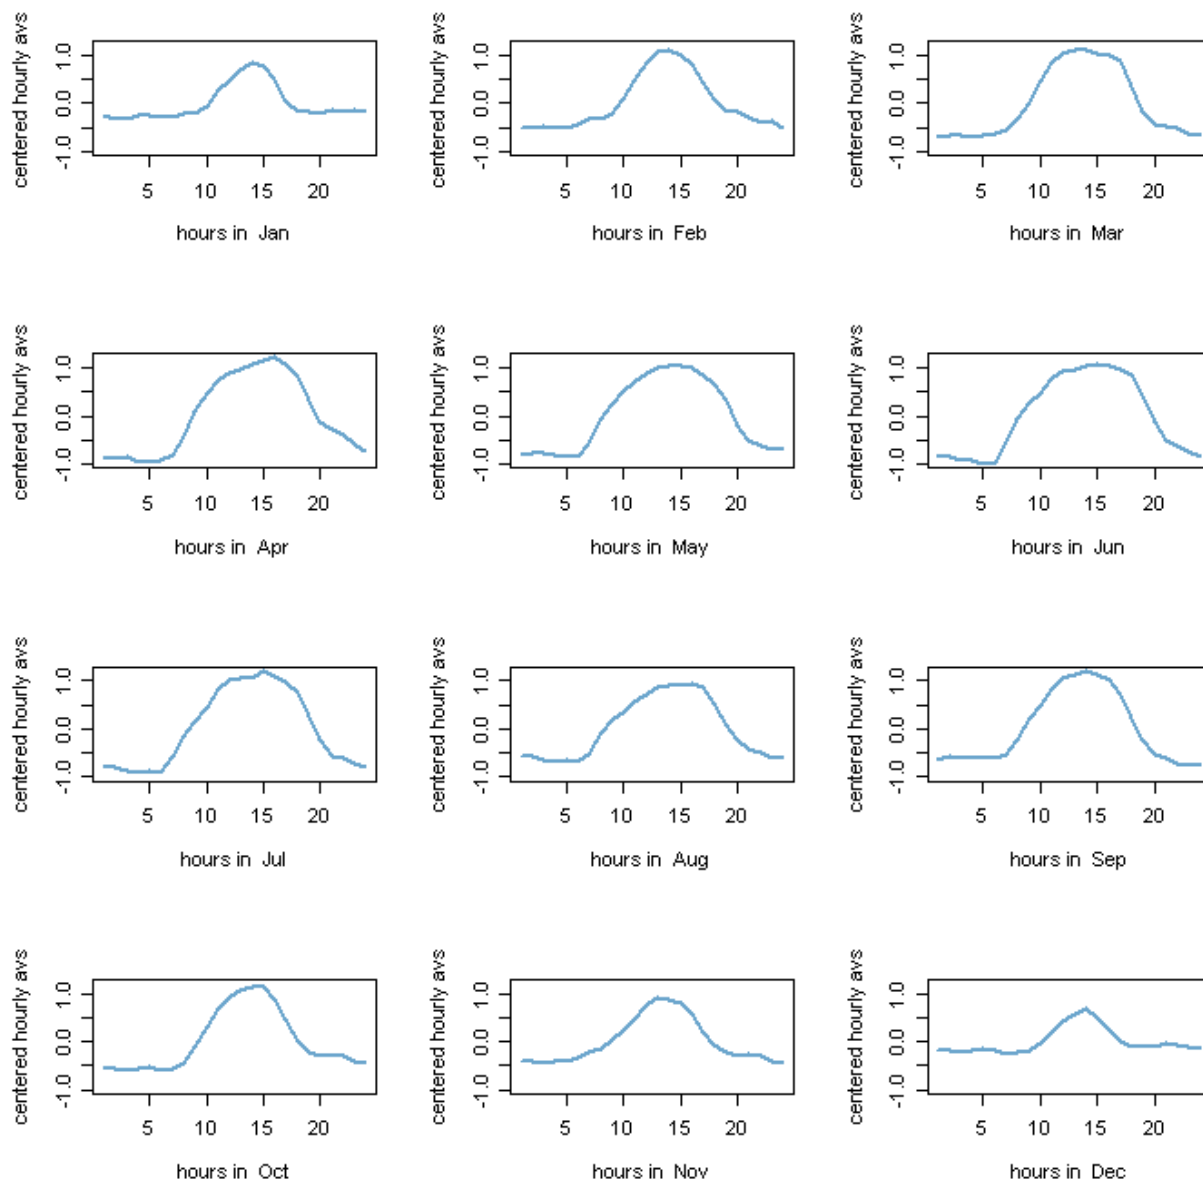 centered hourly avs
1.0
0.0
-1.0
5 10 15 20
hours in Jan
centered hourly avs
1.0
0.0
-1.0
5 10 15 20
hours in Feb
centered hourly avs
1.0
0.0
-1.0
5 10 15 20
hours in Mar
centered hourly avs
1.0
0.0
-1.0
5 10 15 20
hours in Apr
centered hourly avs
1.0
0.0
-1.0
5 10 15 20
hours in May
centered hourly avs
1.0
0.0
-1.0
5 10 15 20
hours in Jun
centered hourly avs
1.0
0.0
-1.0
5 10 15 20
hours in Jul
centered hourly avs
1.0
0.0
-1.0
5 10 15 20
hours in Aug
centered hourly avs
1.0
0.0
-1.0
5 10 15 20
hours in Sep
centered hourly avs
1.0
0.0
-1.0
5 10 15 20
hours in Oct
centered hourly avs
1.0
0.0
-1.0
5 10 15 20
hours in Nov
centered hourly avs
1.0
0.0
-1.0
5 10 15 20
hours in Dec